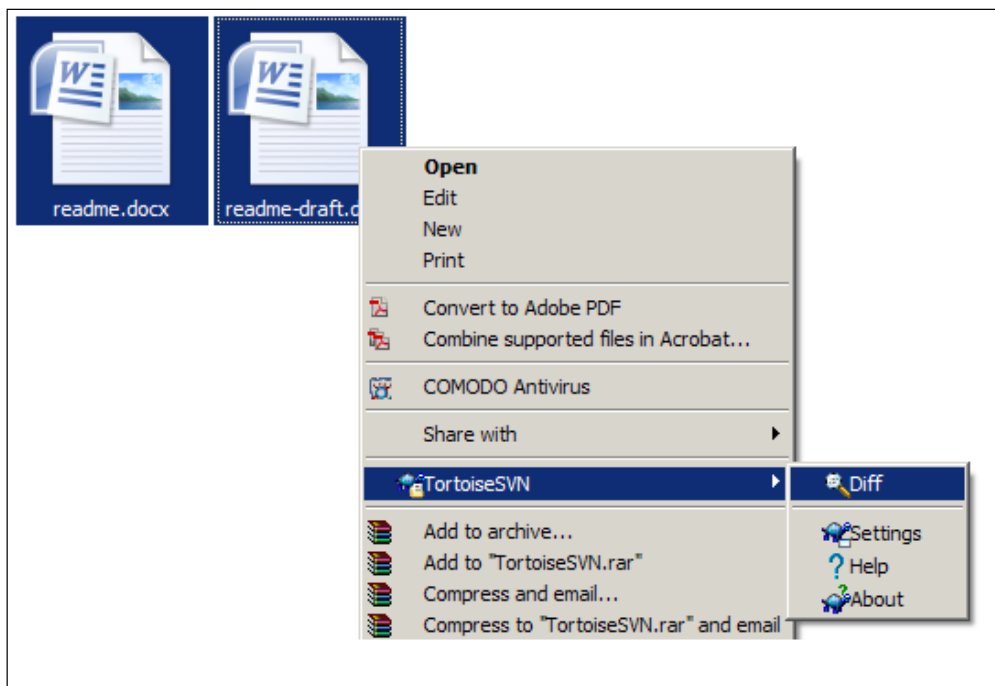 readme.docx
readme-draft.d
Open
Edit
New
Print
Convert to Adobe PDF
Combine supported files in Acrobat...
COMODO Antivirus
Share with
TortoiseSVN
Diff
Add to archive...
Settings
Add to "TortoiseSVN.rar"
Help
Compress and email...
About
Compress to "TortoiseSVN.rar" and email